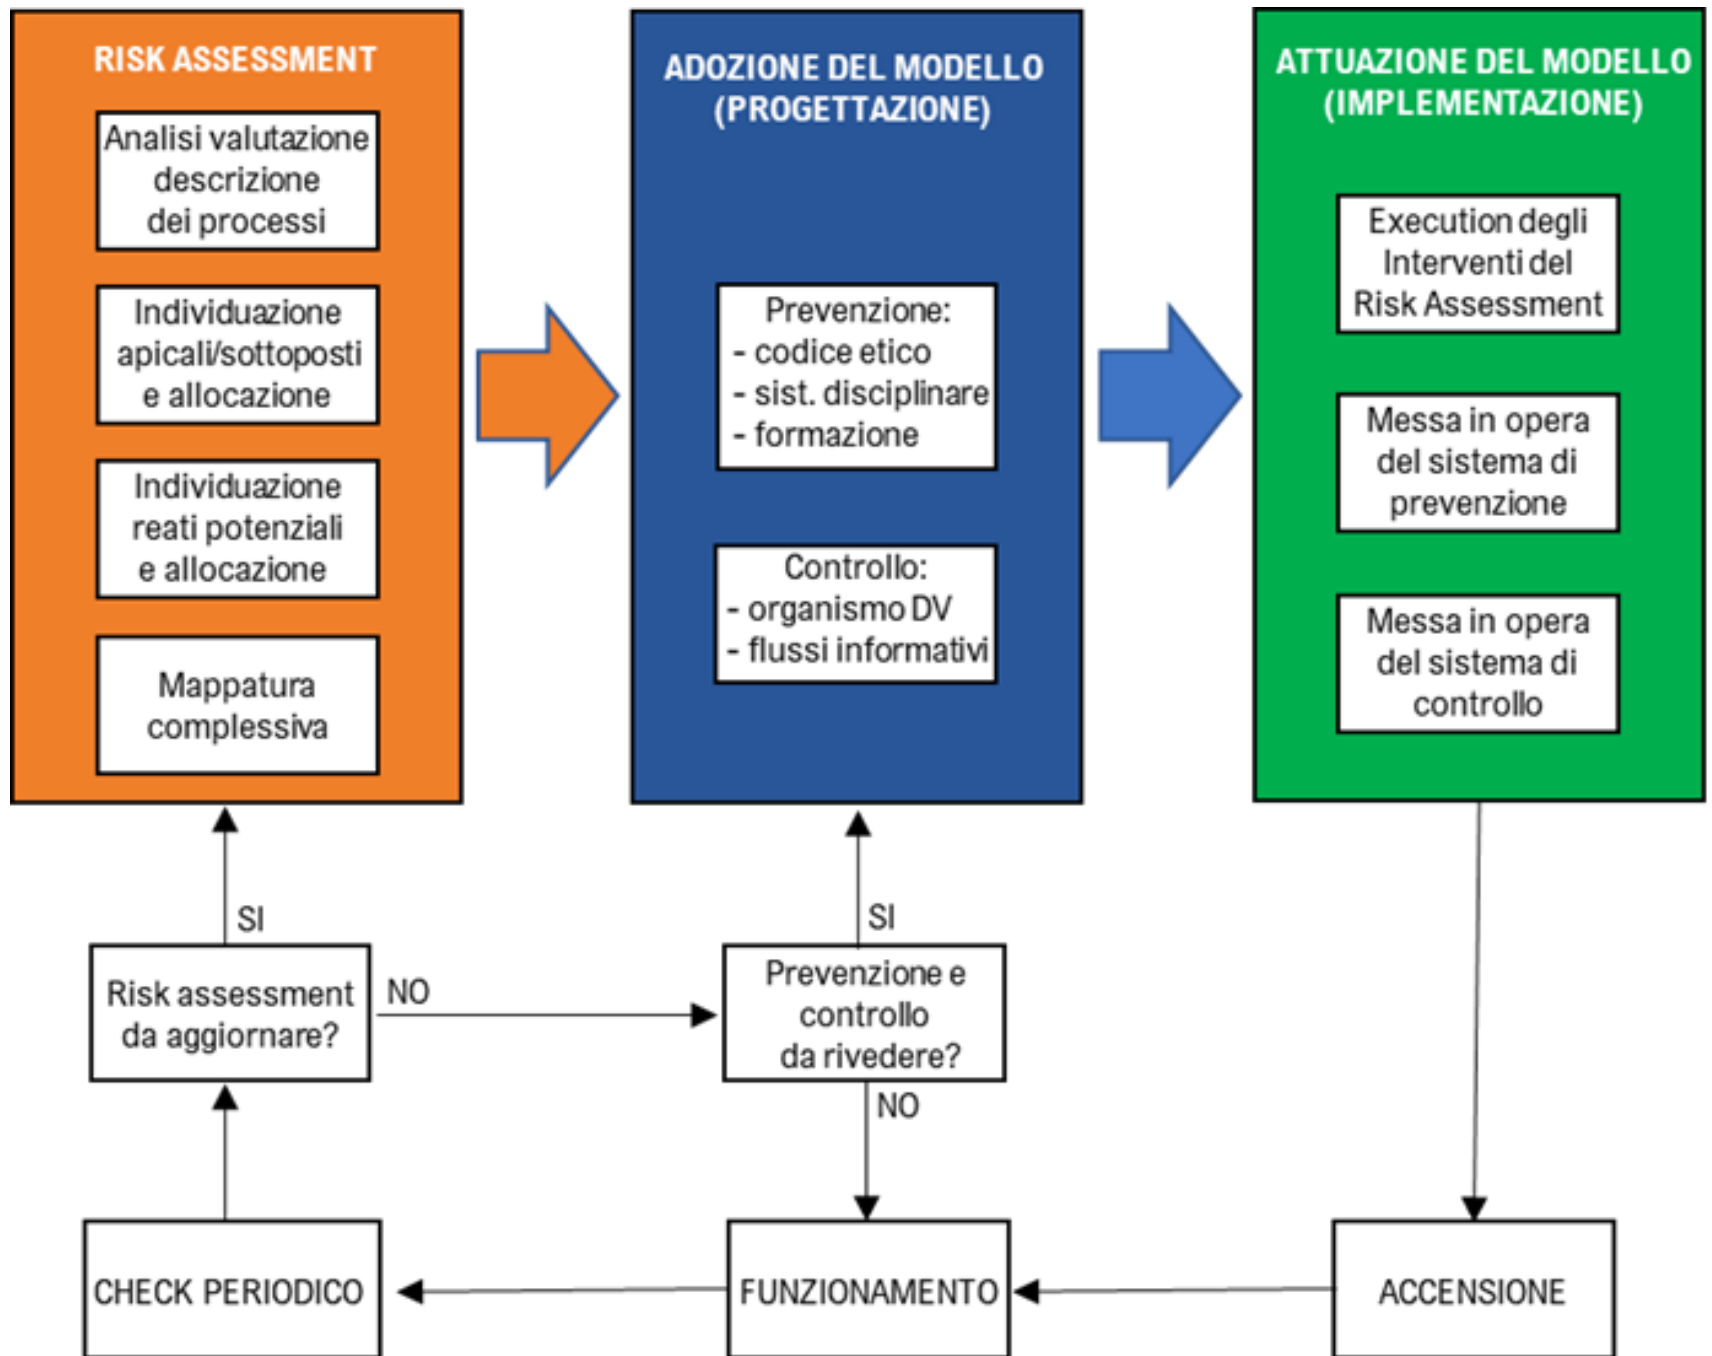 RISK ASSESSMENT
Analisi valutazione
descrizione
dei processi
Individuazione
apicali/sottoposti
e allocazione
Individuazione
reati potenziali
e allocazione
Mappatura
complessiva
ADOZIONE DEL MODELLO
(PROGETTAZIONE)
Prevenzione:
- codice etico
- sist. disciplinare
- formazione
Controllo:
- organismo DV
- flussi informativi
ATTUAZIONE DEL MODELLO
(IMPLEMENTAZIONE)
Execution degli
Interventi del
Risk Assessment
Messa in opera
del sistema di
prevenzione
Messa in opera
del sistema di
controllo
SI
Risk assessment
da aggiornare?
NO
SI
Prevenzione e
controllo
da rivedere?
NO
CHECK PERIODICO
FUNZIONAMENTO
ACCENSIONE